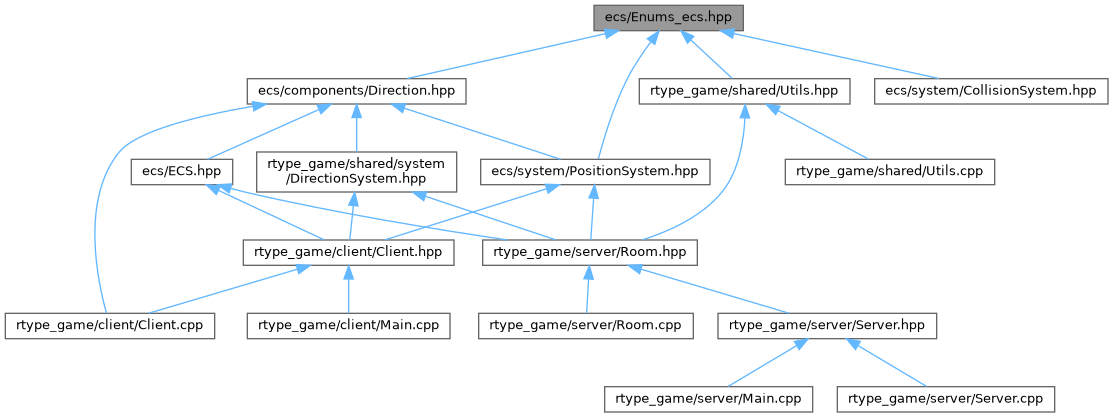 ecs/Enums_ecs.hpp
ecs/components/Direction.hpp
rtype_game/shared/Utils.hpp
ecs/system/CollisionSystem.hpp
ecs/ECS.hpp
rtype_game/shared/system
/DirectionSystem.hpp
ecs/system/PositionSystem.hpp
rtype_game/shared/Utils.cpp
rtype_game/client/Client.hpp
rtype_game/server/Room.hpp
rtype_game/client/Client.cpp
rtype_game/client/Main.cpp
rtype_game/server/Room.cpp
rtype_game/server/Server.hpp
rtype_game/server/Main.cpp
rtype_game/server/Server.cpp